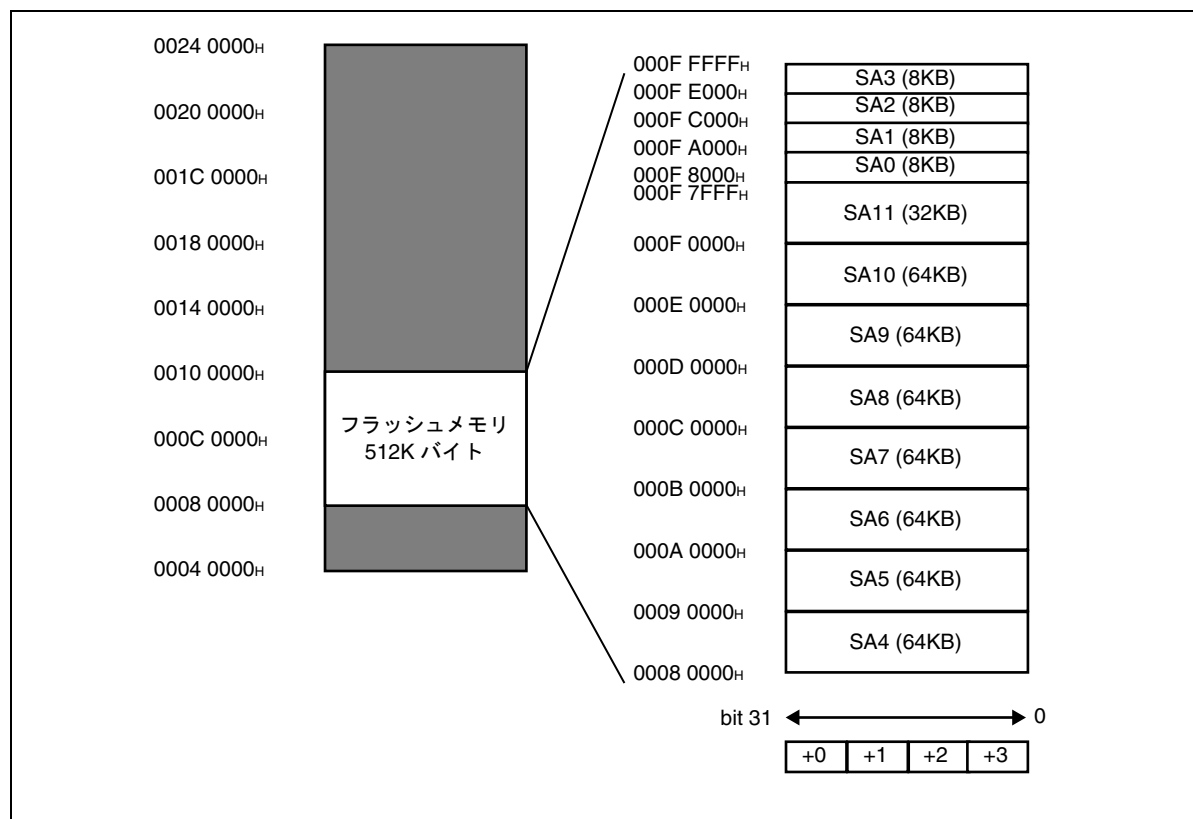 0024 0000H
0020 0000H
001C 0000H
0018 0000H
0014 0000H
0010 0000H
000C 0000H
0008 0000H
0004 0000H
フラッシュメモリ
512K バイト
000F FFFFH
000F E000H
000F C000H
000F A000H
000F 8000H
000F 7FFFH
000F 0000H
000E 0000H
000D 0000H
000C 0000H
000B 0000H
000A 0000H
0009 0000H
0008 0000H
SA3 (8KB)
SA2 (8KB)
SA1 (8KB)
SA0 (8KB)
SA11 (32KB)
SA10 (64KB)
SA9 (64KB)
SA8 (64KB)
SA7 (64KB)
SA6 (64KB)
SA5 (64KB)
SA4 (64KB)
bit 31 0
+0 +1 +2 +3